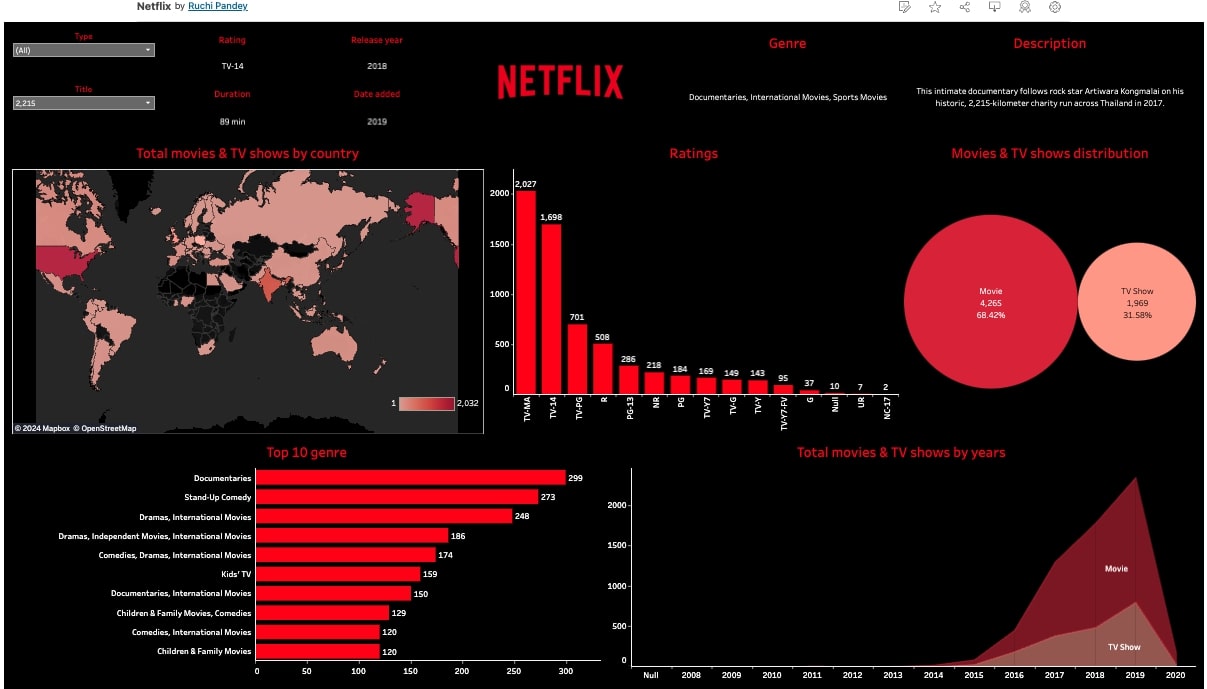 Netflix by Ruchi Pandey
Type
(All)
Title
2,215
Rating
TV-14
Duration
89 min
Release year
2018
Date added
2019
NETFLIX
Genre
Documentaries, International Movies, Sports Movies
Description
This intimate documentary follows rock star Artiwara Kongmalai on his
historic, 2,215-kilometer charity run across Thailand in 2017.
Total movies & TV shows by country
1
2,032
© 2024 Mapbox © OpenStreetMap
Ratings
2000
1500
1000
500
0
2,027
1,698
701
508
286
218
184
169
149
143
95
37
10
7
2
TV-MA
TV-14
TV-PG
R
PG-13
NR
PG
TV-Y7
TV-G
TV-Y
TV-Y7-FV
G
Null
UR
NC-17
Movies & TV shows distribution
Movie
4,265
68.42%
TV Show
1,969
31.58%
Top 10 genre
Documentaries 299
Stand-Up Comedy 273
Dramas, International Movies 248
Dramas, Independent Movies, International Movies 186
Comedies, Dramas, International Movies 174
Kids' TV 159
Documentaries, International Movies 150
Children & Family Movies, Comedies 129
Comedies, International Movies 120
Children & Family Movies 120
0 50 100 150 200 250 300
Total movies & TV shows by years
2000
1500
1000
500
0
Movie
TV Show
Null 2008 2009 2010 2011 2012 2013 2014 2015 2016 2017 2018 2019 2020